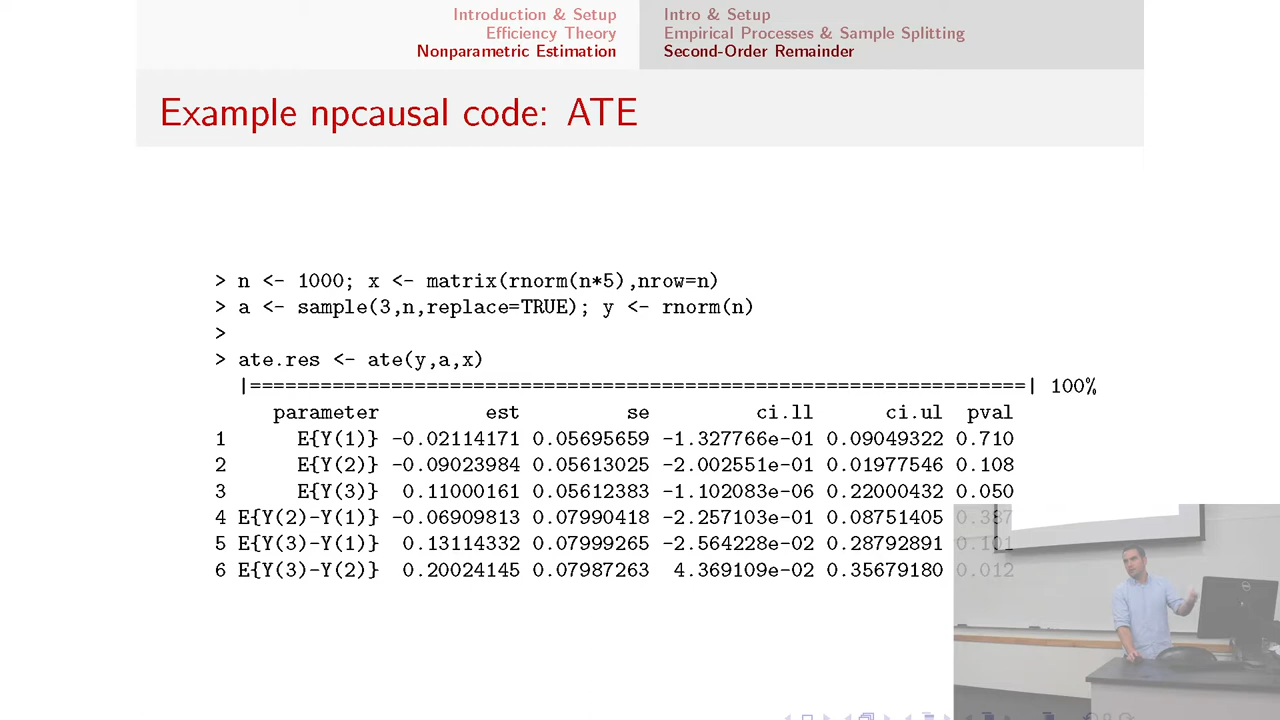 Introduction & Setup
Efficiency Theory
Nonparametric Estimation
Intro & Setup
Empirical Processes & Sample Splitting
Second-Order Remainder
Example npcausal code: ATE
> n <- 1000; x <- matrix(rnorm(n*5),nrow=n)
> a <- sample(3,n,replace=TRUE); y <- rnorm(n)
>
> ate.res <- ate(y,a,x)
|===================================================================| 100%
parameter est se ci.ll ci.ul pval
1 E{Y(1)} -0.02114171 0.05695659 -1.327766e-01 0.09049322 0.710
2 E{Y(2)} -0.09023984 0.05613025 -2.002551e-01 0.01977546 0.108
3 E{Y(3)} 0.11000161 0.05612383 -1.102083e-06 0.22000432 0.050
4 E{Y(2)-Y(1)} -0.06909813 0.07990418 -2.257103e-01 0.08751405 0.387
5 E{Y(3)-Y(1)} 0.13114332 0.07999265 -2.564228e-02 0.28792891 0.101
6 E{Y(3)-Y(2)} 0.20024145 0.07987263 4.369109e-02 0.35679180 0.012